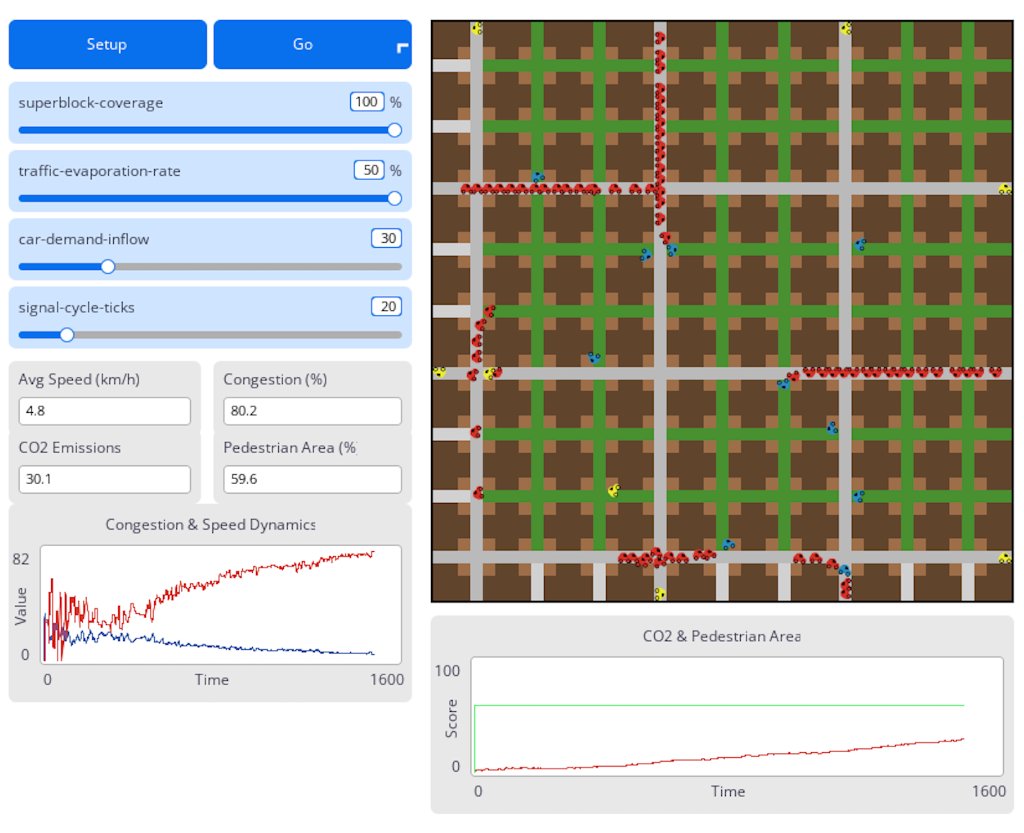 Setup
Go
superblock-coverage
100 %
traffic-evaporation-rate
50 %
car-demand-inflow
30
signal-cycle-ticks
20
Avg Speed (km/h)
4.8
Congestion (%)
80.2
CO2 Emissions
30.1
Pedestrian Area (%
59.6
Congestion & Speed Dynamics
82
Value
0
0
Time
1600
CO2 & Pedestrian Area
100
Score
0
0
Time
1600